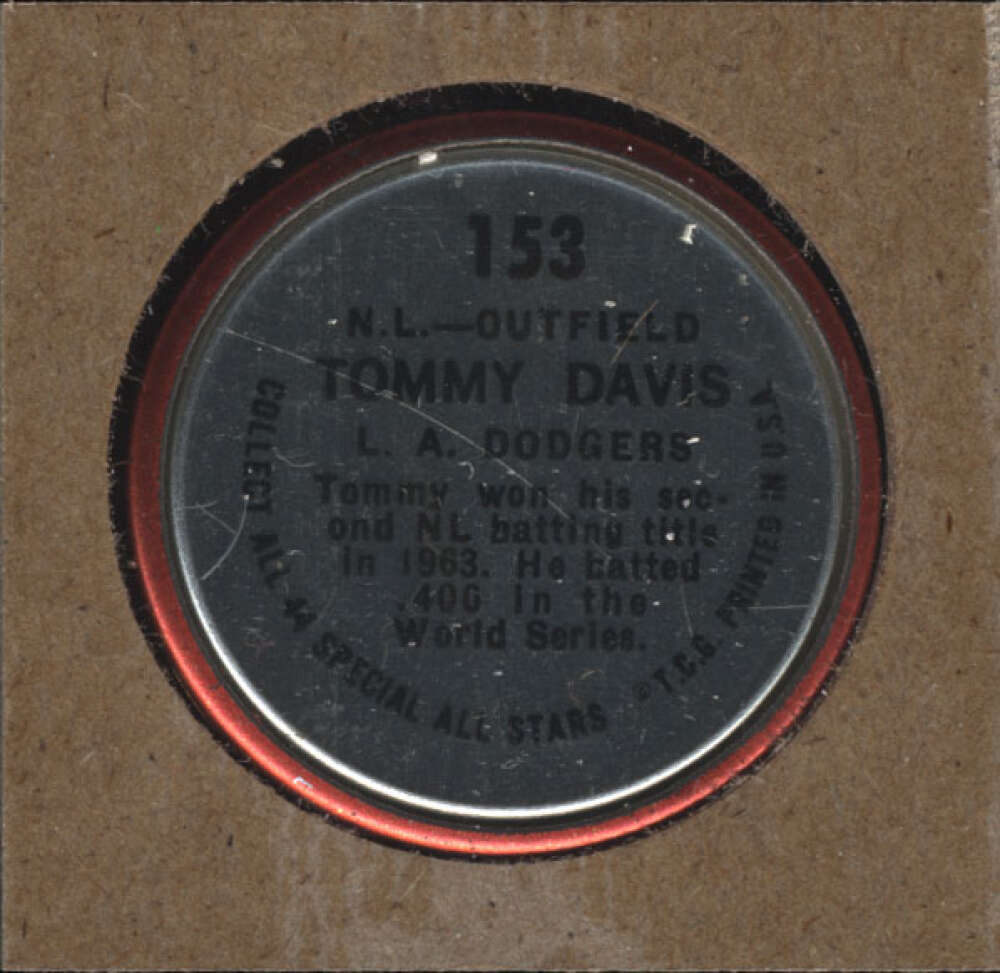 153
N.L.—OUTFIELD
TOMMY DAVIS
L. A. DODGERS
Tommy won his sec-
ond NL batting title
in 1963. He batted
.400 in the
World Series.
COLLECT ALL 44 SPECIAL ALL STARS
© T.C.G. PRINTED IN U.S.A.